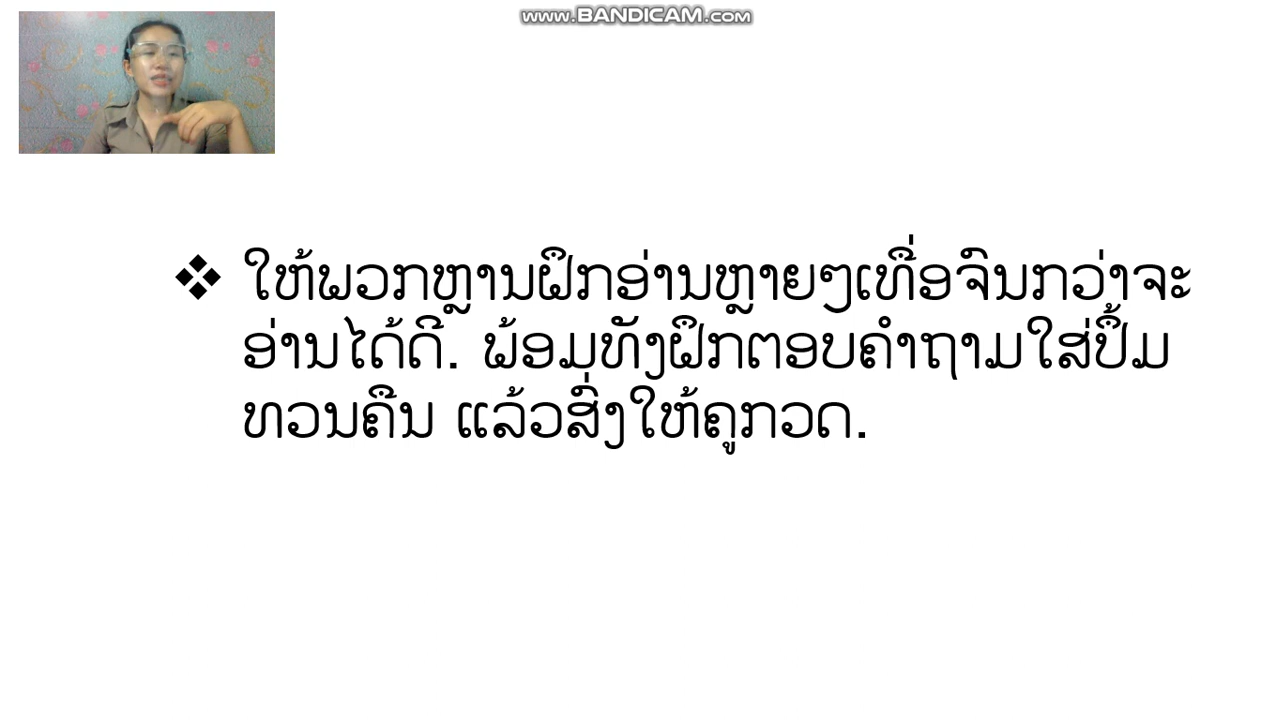 www.BANDICAM.com
❖ ໃຫ້ພວກຫຼານຝຶກອ່ານຫຼາຍໆເທື່ອຈົນກວ່າຈະ
ອ່ານໄດ້ດີ. ພ້ອມທັງຝຶກຕອບຄຳຖາມໃສ່ປຶ້ມ
ທວນຄືນ ແລ້ວສົ່ງໃຫ້ຄູກວດ.